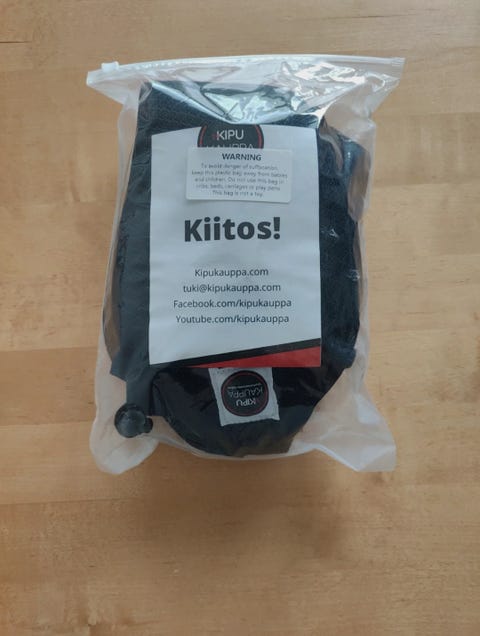 KIPU
KAUPPA
WARNING
To avoid danger of suffocation,
keep this plastic bag away from babies
and children. Do not use this bag in
cribs, beds, carriages or play pens.
This bag is not a toy.
Kiitos!
Kipukauppa.com
tuki@kipukauppa.com
Facebook.com/kipukauppa
Youtube.com/kipukauppa
KIPU
KAUPPA